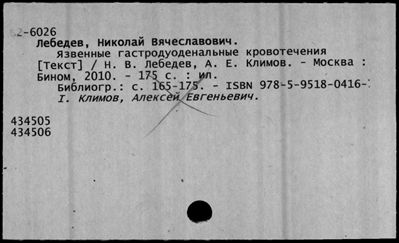 -6026
Лебедев, Николай Вячеславович.
Язвенные гастродуоденальные кровотечения
[Текст] / Н. В. Лебедев, А. Е. Климов. - Москва :
Бином, 2010. - 175 с. : ил.
Библиогр.: с. 165-175. - ISBN 978-5-9518-0416-
I. Климов, Алексей Евгеньевич.
434505
434506